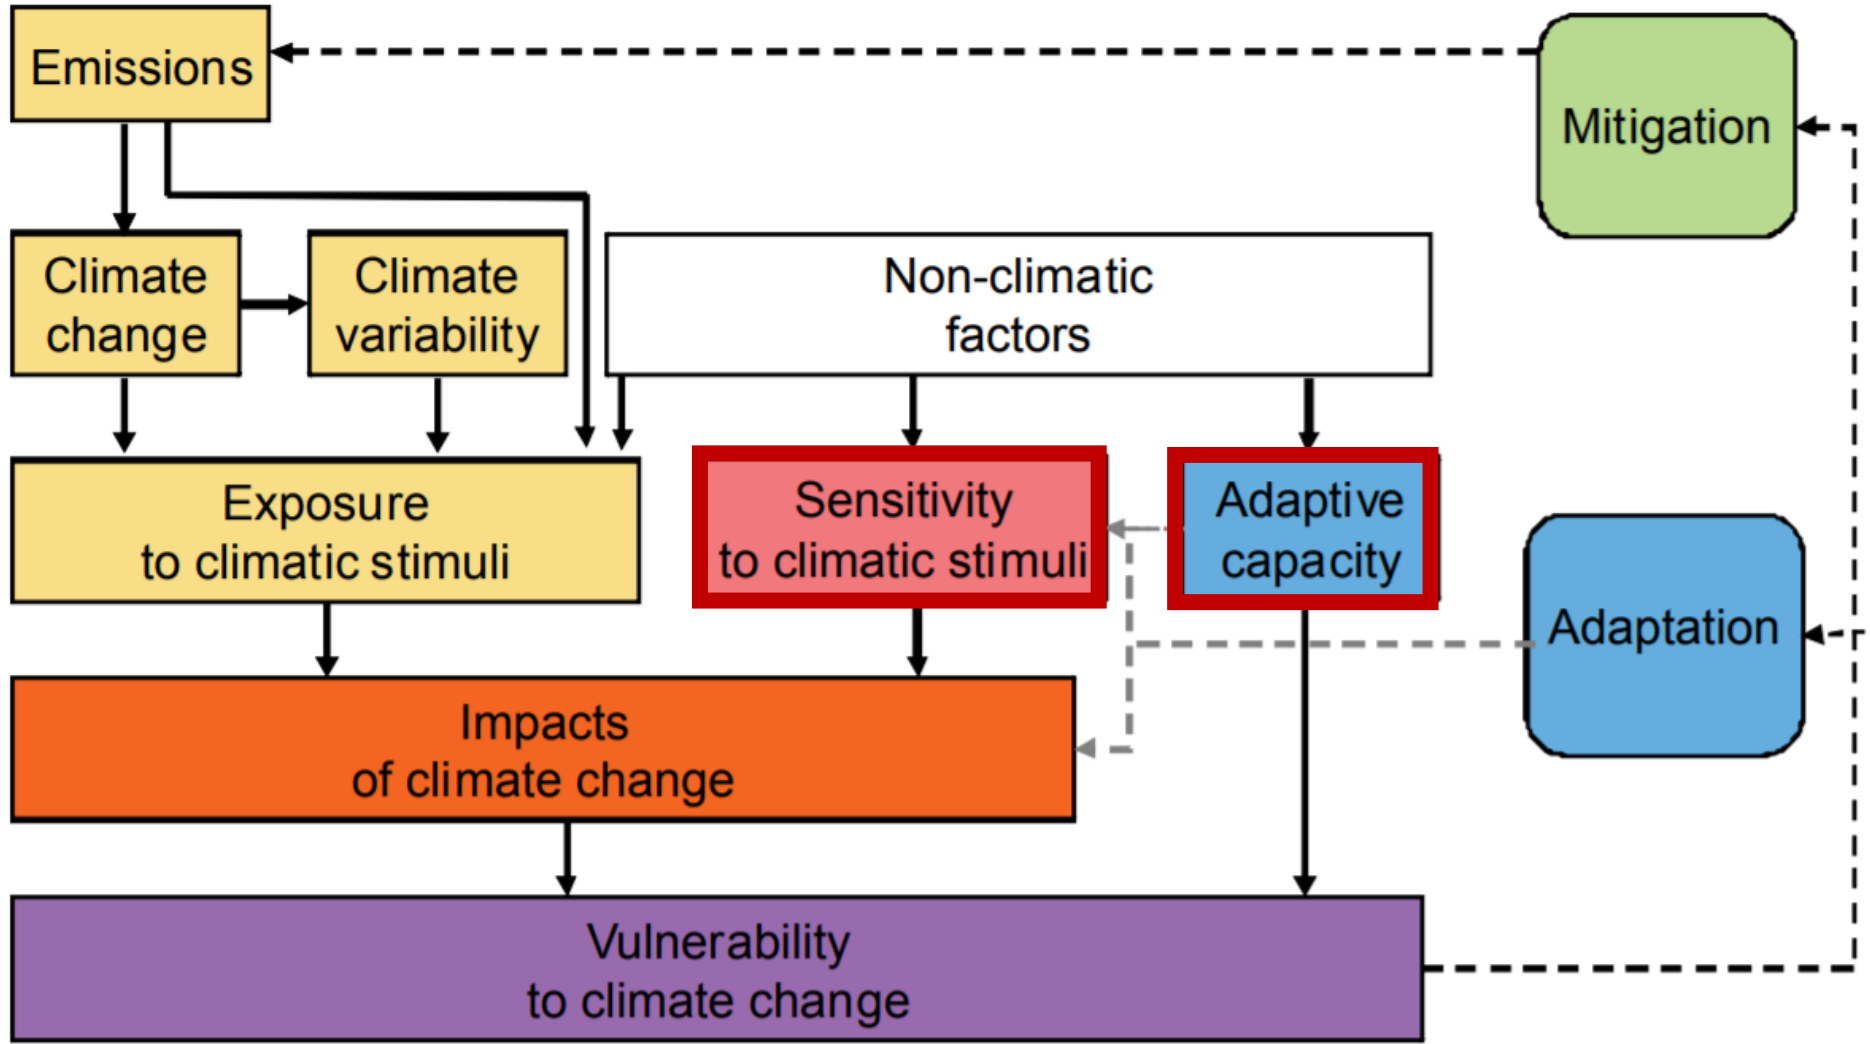 Emissions
Mitigation
Climate
change
Climate
variability
Non-climatic
factors
Exposure
to climatic stimuli
Sensitivity
to climatic stimuli
Adaptive
capacity
Adaptation
Impacts
of climate change
Vulnerability
to climate change